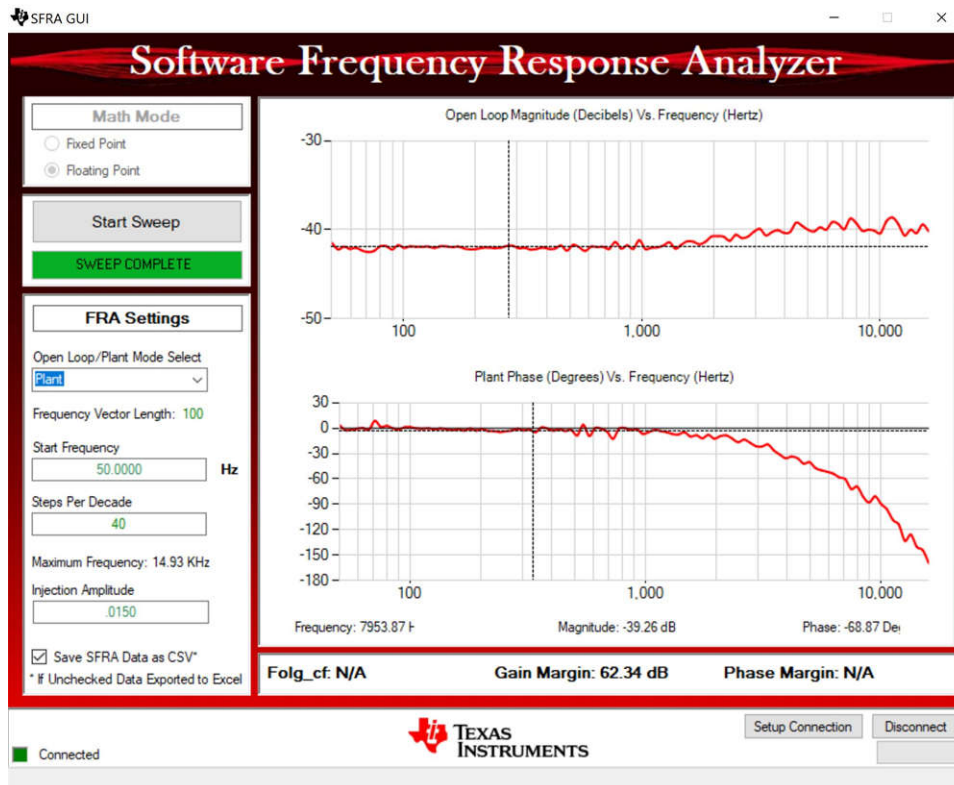 SFRA GUI
Software Frequency Response Analyzer
Math Mode
Fixed Point
Floating Point
Start Sweep
SWEEP COMPLETE
FRA Settings
Open Loop/Plant Mode Select
Plant
Frequency Vector Length: 100
Start Frequency
50.0000 Hz
Steps Per Decade
40
Maximum Frequency: 14.93 KHz
Injection Amplitude
.0150
Save SFRA Data as CSV*
* If Unchecked Data Exported to Excel
Open Loop Magnitude (Decibels) Vs. Frequency (Hertz)
-30
-40
-50
100 1,000 10,000
Plant Phase (Degrees) Vs. Frequency (Hertz)
30
0
-30
-60
-90
-120
-150
-180
100 1,000 10,000
Frequency: 7953.87 H Magnitude: -39.26 dB Phase: -68.87 De
Folg_cf: N/A Gain Margin: 62.34 dB Phase Margin: N/A
Connected
TEXAS
INSTRUMENTS
Setup Connection Disconnect